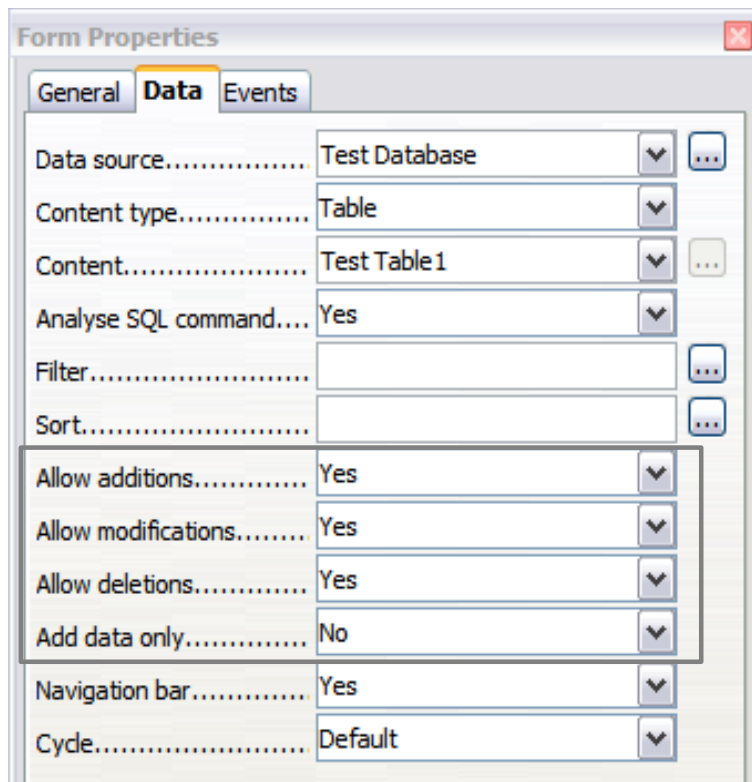 Form Properties
General Data Events
Data source................. Test Database ...
Content type............... Table
Content...................... Test Table1 ...
Analyse SQL command.... Yes
Filter.......................... ...
Sort........................... ...
Allow additions............. Yes
Allow modifications........ Yes
Allow deletions............. Yes
Add data only.............. No
Navigation bar............. Yes
Cycle.......................... Default